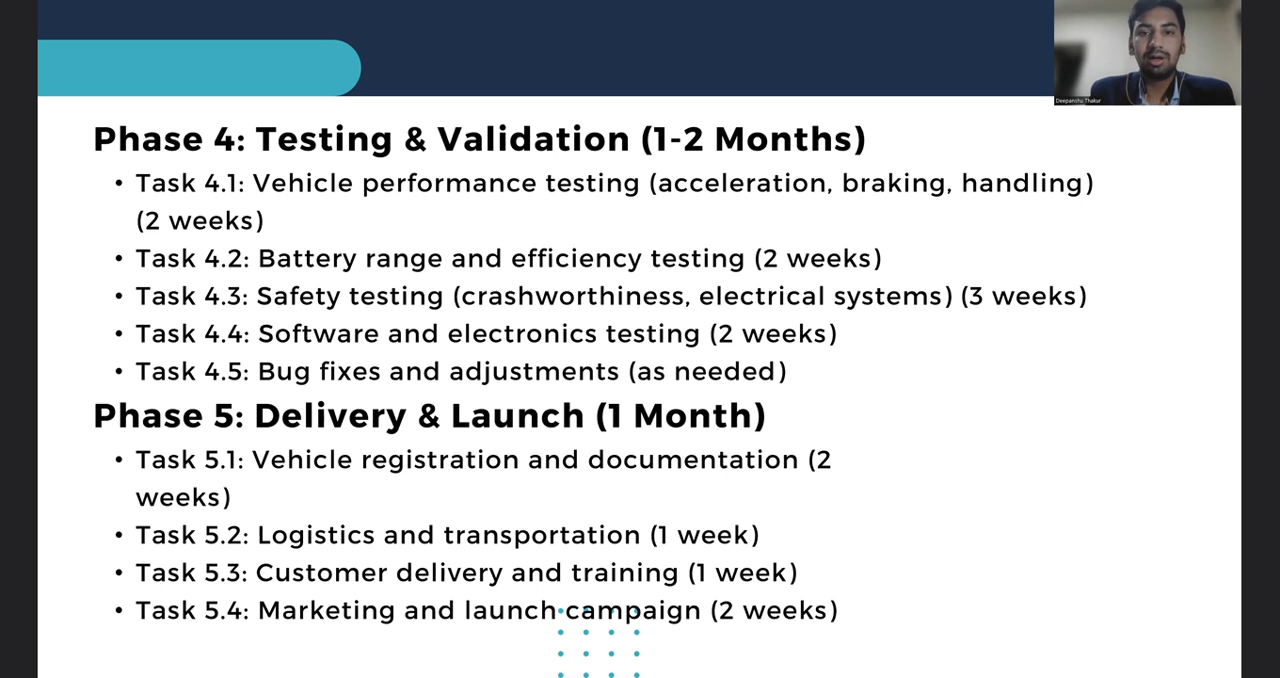 Deepanshu Thakur
Phase 4: Testing & Validation (1-2 Months)
• Task 4.1: Vehicle performance testing (acceleration, braking, handling)
(2 weeks)
• Task 4.2: Battery range and efficiency testing (2 weeks)
• Task 4.3: Safety testing (crashworthiness, electrical systems) (3 weeks)
• Task 4.4: Software and electronics testing (2 weeks)
• Task 4.5: Bug fixes and adjustments (as needed)
Phase 5: Delivery & Launch (1 Month)
• Task 5.1: Vehicle registration and documentation (2
weeks)
• Task 5.2: Logistics and transportation (1 week)
• Task 5.3: Customer delivery and training (1 week)
• Task 5.4: Marketing and launch campaign (2 weeks)